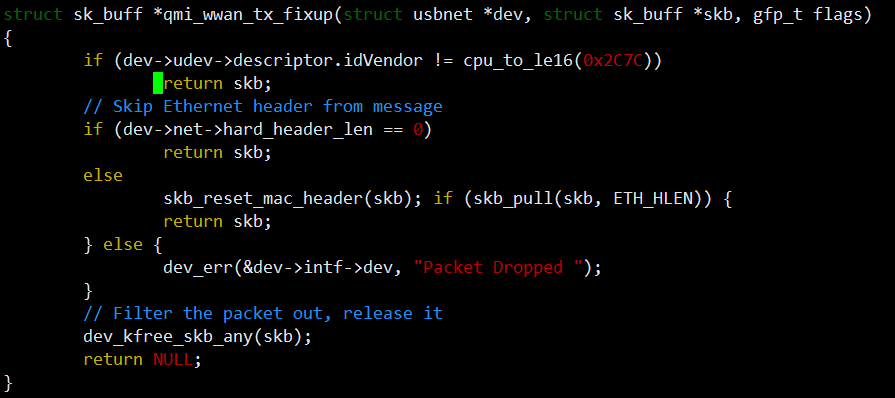 struct sk_buff *qmi_wwan_tx_fixup(struct usbnet *dev, struct sk_buff *skb, gfp_t flags)
{
        if (dev->udev->descriptor.idVendor != cpu_to_le16(0x2C7C))
                return skb;
        // Skip Ethernet header from message
        if (dev->net->hard_header_len == 0)
                return skb;
        else
                skb_reset_mac_header(skb); if (skb_pull(skb, ETH_HLEN)) {
                return skb;
        } else {
                dev_err(&dev->intf->dev, "Packet Dropped ");
        }
        // Filter the packet out, release it
        dev_kfree_skb_any(skb);
        return NULL;
}